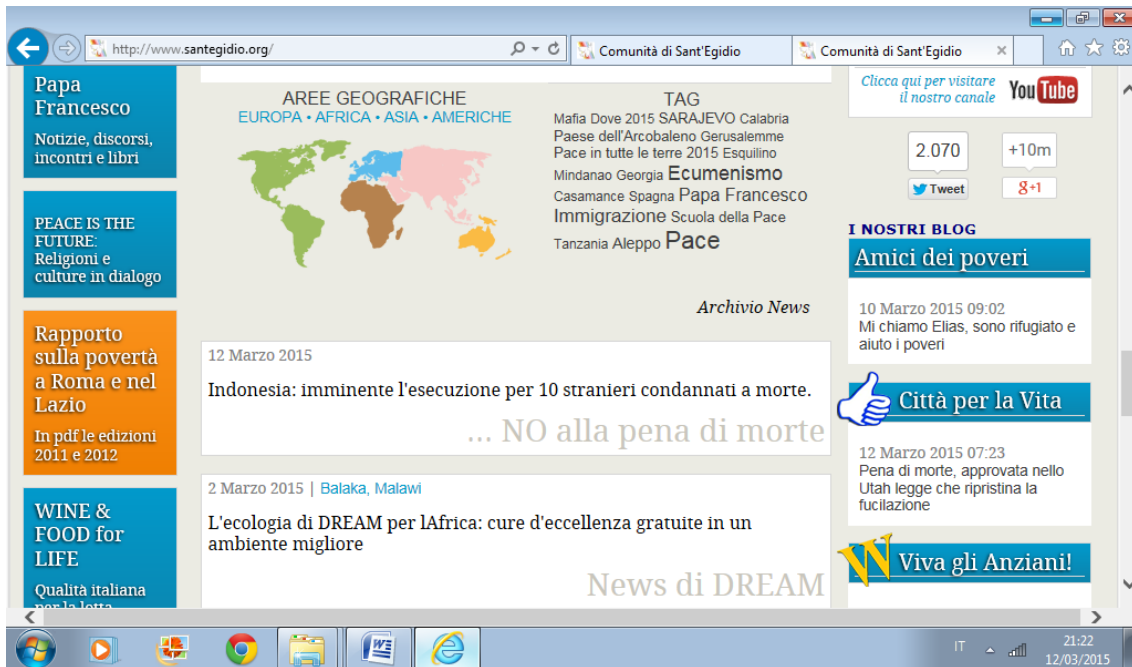 http://www.santegidio.org/
Comunità di Sant'Egidio
Comunità di Sant'Egidio
Papa
Francesco
Notizie, discorsi,
incontri e libri
PEACE IS THE
FUTURE:
Religioni e
culture in dialogo
Rapporto
sulla povertà
a Roma e nel
Lazio
In pdf le edizioni
2011 e 2012
WINE &
FOOD for
LIFE
Qualità italiana
per la lotta
AREE GEOGRAFICHE
EUROPA • AFRICA • ASIA • AMERICHE
TAG
Mafia Dove 2015 SARAJEVO Calabria
Paese dell'Arcobaleno Gerusalemme
Pace in tutte le terre 2015 Esquilino
Mindanao Georgia Ecumenismo
Casamance Spagna Papa Francesco
Immigrazione Scuola della Pace
Tanzania Aleppo Pace
Archivio News
12 Marzo 2015
Indonesia: imminente l'esecuzione per 10 stranieri condannati a morte.
... NO alla pena di morte
2 Marzo 2015 | Balaka, Malawi
L'ecologia di DREAM per lAfrica: cure d'eccellenza gratuite in un
ambiente migliore
News di DREAM
Clicca qui per visitare
il nostro canale
YouTube
2.070
+10m
Tweet
g+1
I NOSTRI BLOG
Amici dei poveri
10 Marzo 2015 09:02
Mi chiamo Elias, sono rifugiato e
aiuto i poveri
Città per la Vita
12 Marzo 2015 07:23
Pena di morte, approvata nello
Utah legge che ripristina la
fucilazione
W Viva gli Anziani!
IT
21:22
12/03/2015